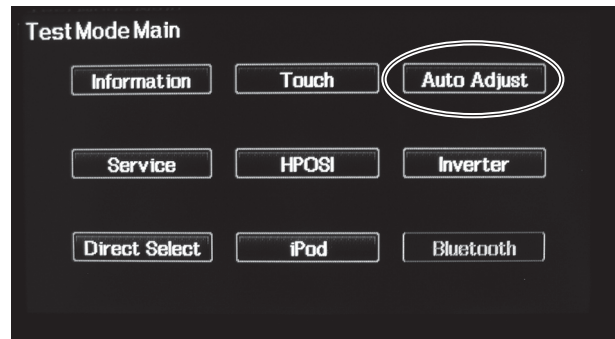 Test Mode Main
Information Touch Auto Adjust
Service HPOSI Inverter
Direct Select iPod Bluetooth